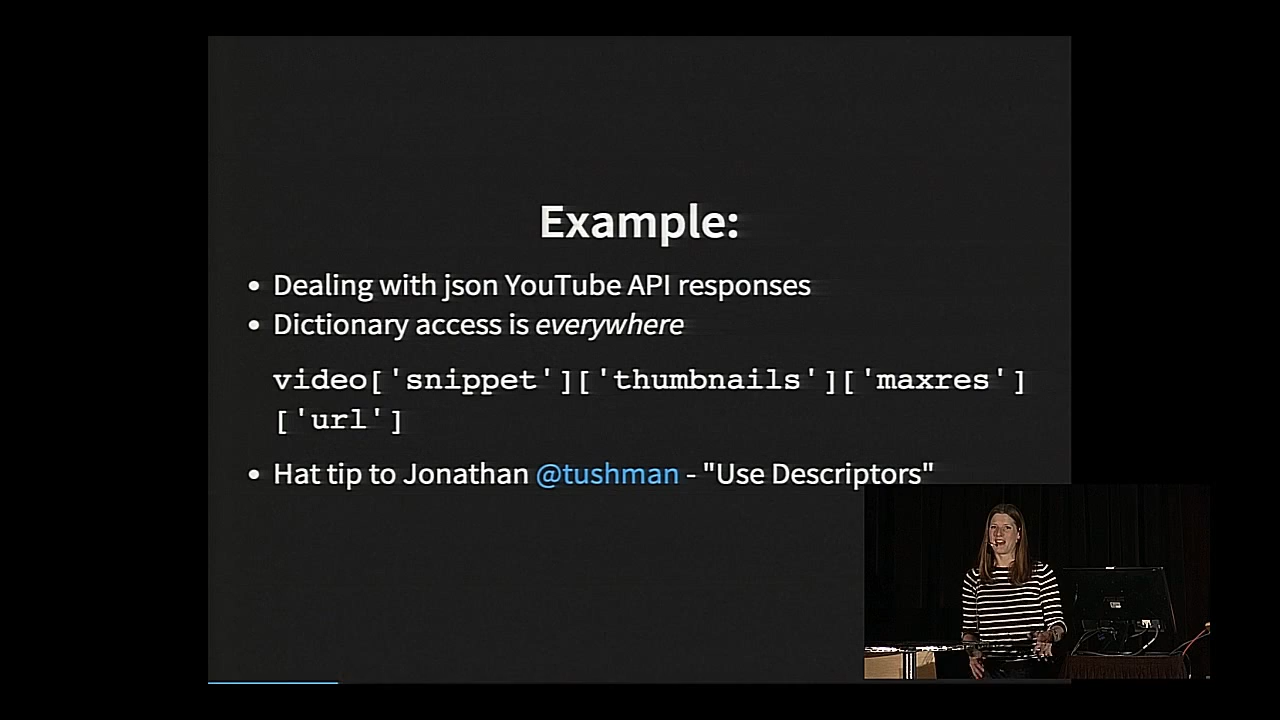 Example:
Dealing with json YouTube API responses
Dictionary access is everywhere
video['snippet']['thumbnails']['maxres']
['url']
Hat tip to Jonathan @tushman - "Use Descriptors"